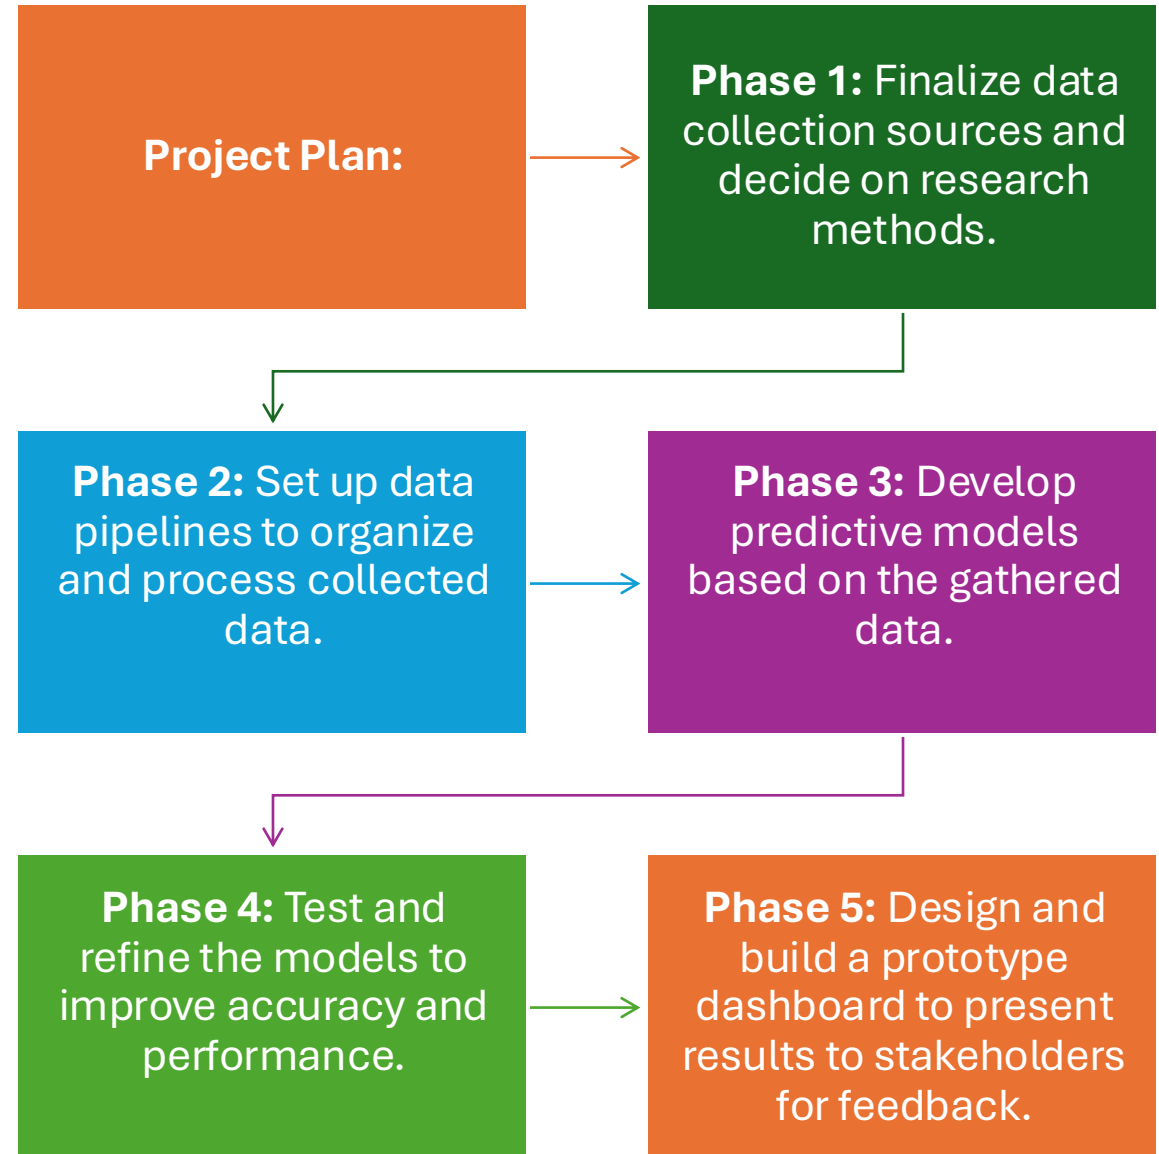 Project Plan:
Phase 1: Finalize data
collection sources and
decide on research
methods.
Phase 2: Set up data
pipelines to organize
and process collected
data.
Phase 3: Develop
predictive models
based on the gathered
data.
Phase 4: Test and
refine the models to
improve accuracy and
performance.
Phase 5: Design and
build a prototype
dashboard to present
results to stakeholders
for feedback.